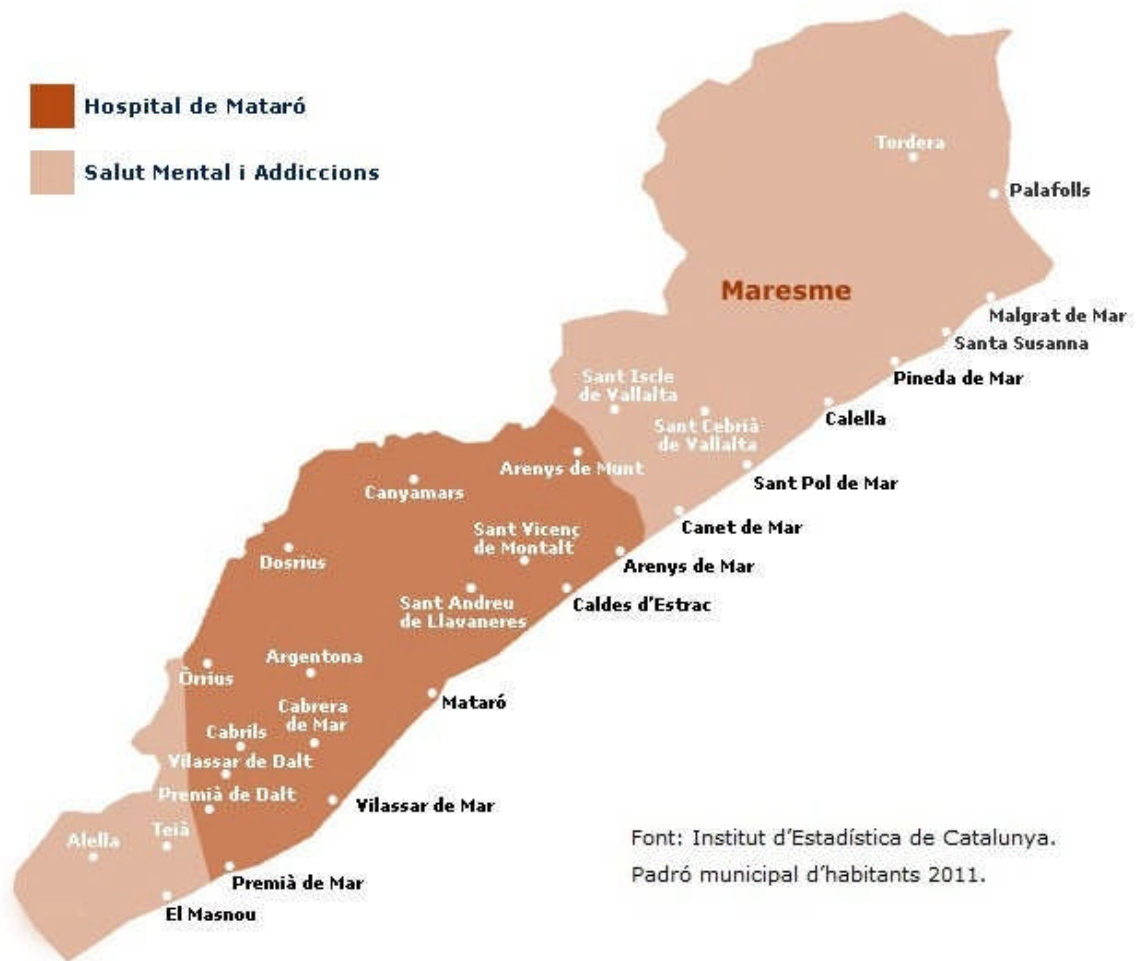 Hospital de Mataró
Salut Mental i Addiccions
Tordera
Palafolls
Maresme
Malgrat de Mar
Santa Susanna
Pineda de Mar
Sant Iscle
de Vallalta
Calella
Sant Cebrià
de Vallalta
Arenys de Munt
Sant Pol de Mar
Canyamars
Canet de Mar
Sant Vicenç
de Montalt
Dosrius
Arenys de Mar
Sant Andreu
de Llavaneres
Caldes d'Estrac
Argentona
Òrrius
Mataró
Cabrera
de Mar
Cabrils
Vilassar de Dalt
Premià de Dalt
Vilassar de Mar
Teià
Alella
Premià de Mar
El Masnou
Font: Institut d'Estadística de Catalunya.
Padró municipal d'habitants 2011.